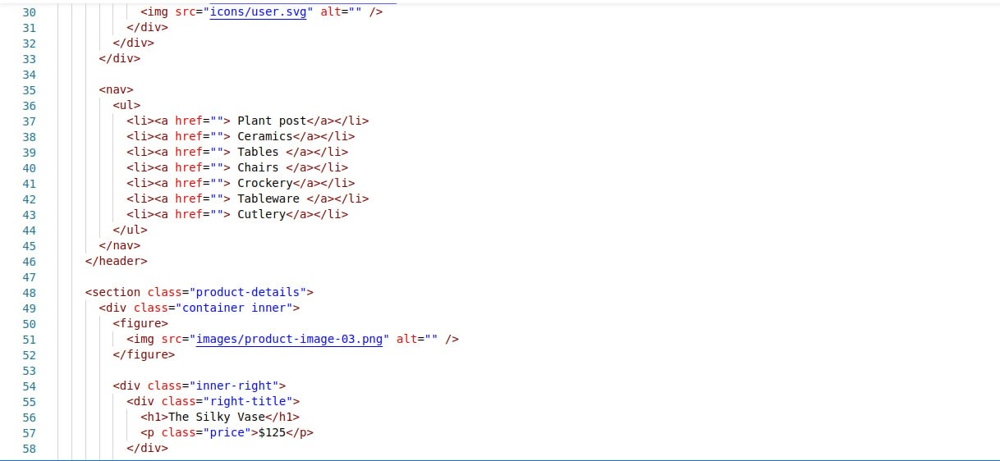 30 <img src="icons/user.svg" alt="" />
31 </div>
32 </div>
33 </div>
34
35 <nav>
36 <ul>
37 <li><a href=""> Plant post</a></li>
38 <li><a href=""> Ceramics</a></li>
39 <li><a href=""> Tables </a></li>
40 <li><a href=""> Chairs </a></li>
41 <li><a href=""> Crockery</a></li>
42 <li><a href=""> Tableware </a></li>
43 <li><a href=""> Cutlery</a></li>
44 </ul>
45 </nav>
46 </header>
47
48 <section class="product-details">
49 <div class="container inner">
50 <figure>
51 <img src="images/product-image-03.png" alt="" />
52 </figure>
53
54 <div class="inner-right">
55 <div class="right-title">
56 <h1>The Silky Vase</h1>
57 <p class="price">$125</p>
58 </div>